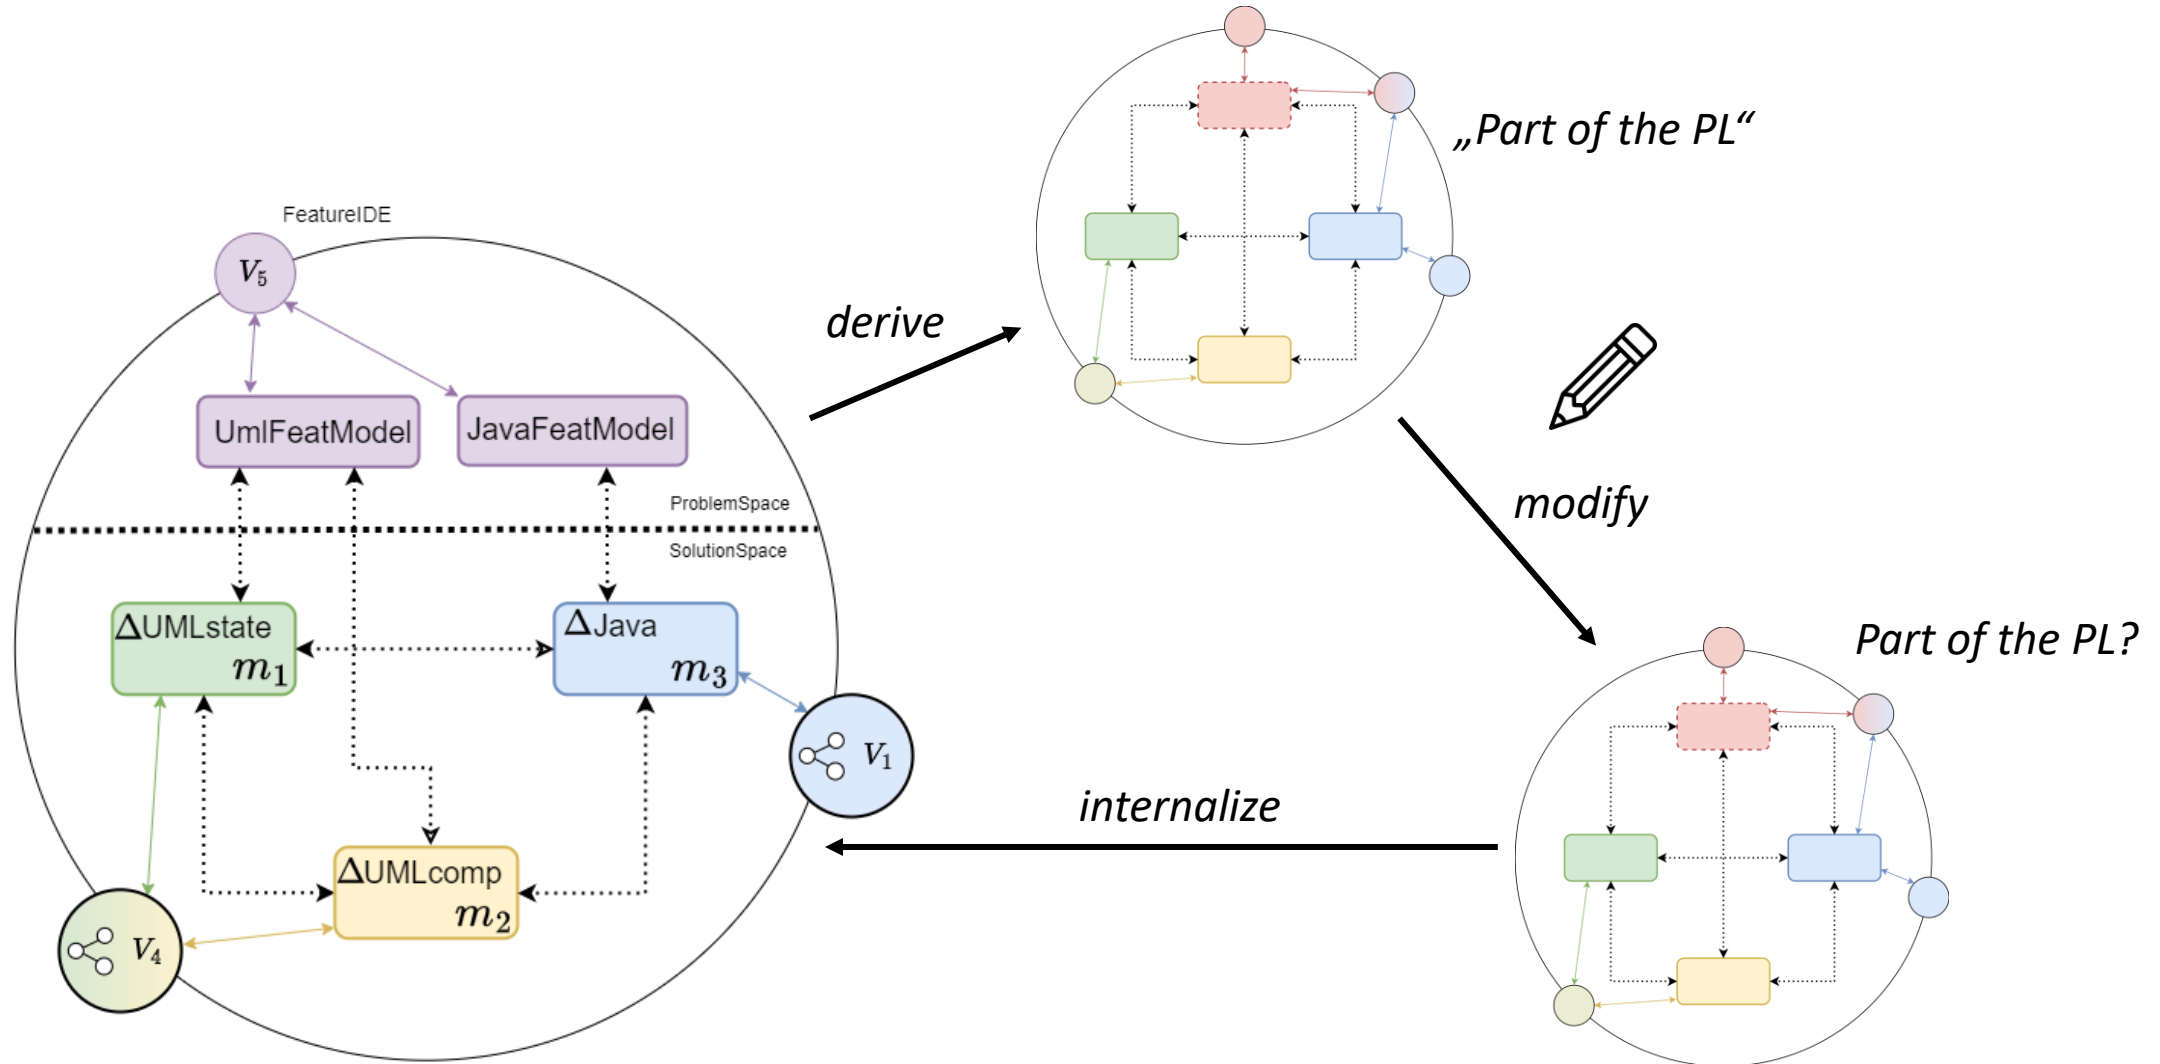 FeatureIDE
V5
UmlFeatModel
JavaFeatModel
ProblemSpace
SolutionSpace
ΔUMLstate
m1
ΔJava
m3
V1
ΔUMLcomp
m2
V4
derive
„Part of the PL“
modify
Part of the PL?
internalize